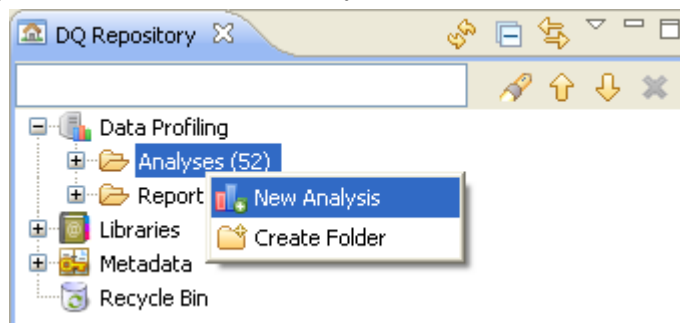 DQ Repository
Data Profiling
Analyses (52)
Report
New Analysis
Libraries
Create Folder
Metadata
Recycle Bin